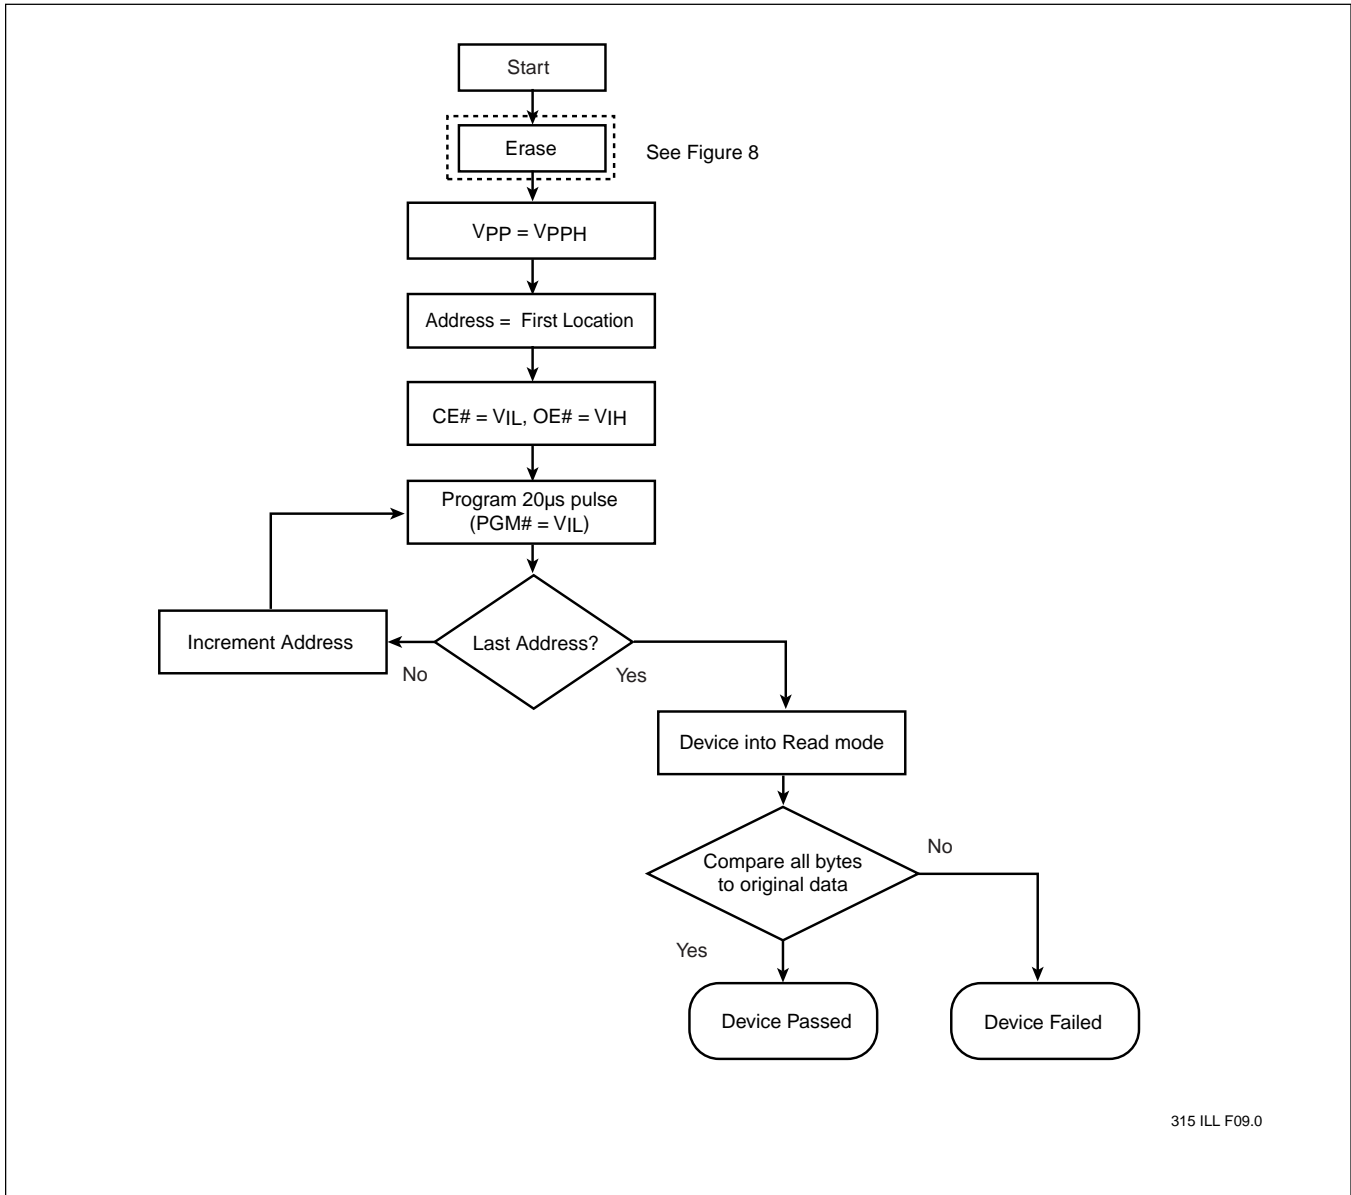 Start
Erase
See Figure 8
VPP = VPPH
Address = First Location
CE# = VIL, OE# = VIH
Program 20µs pulse
(PGM# = VIL)
Increment Address
Last Address?
No
Yes
Device into Read mode
Compare all bytes
to original data
No
Yes
Device Passed
Device Failed
315 ILL F09.0